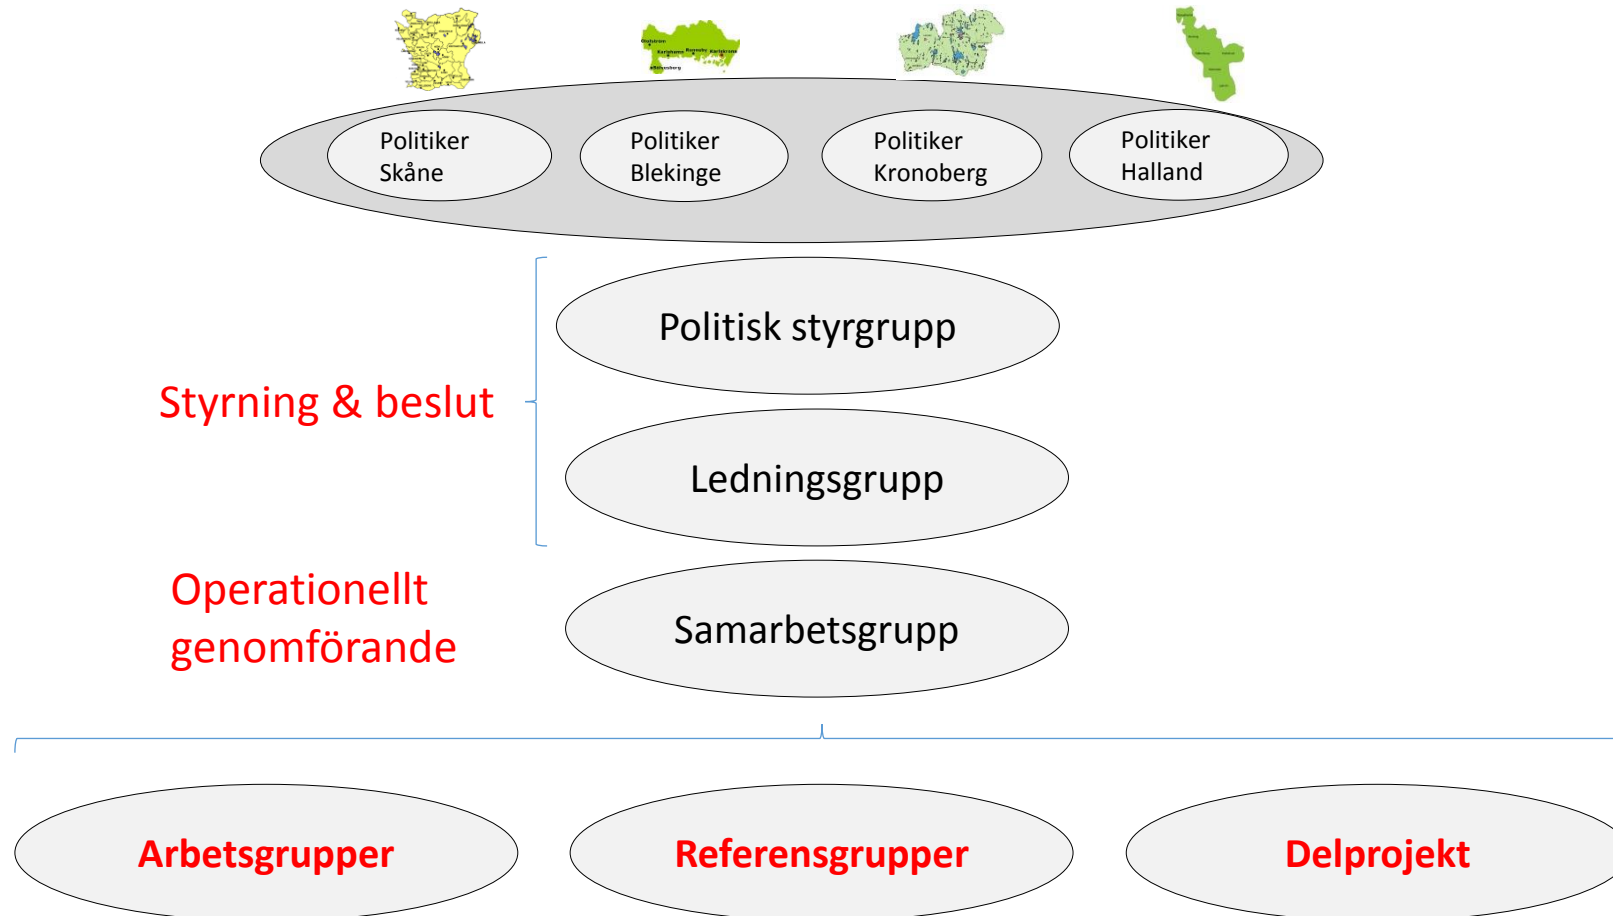 Politiker
Skåne
Politiker
Blekinge
Politiker
Kronoberg
Politiker
Halland
Politisk styrgrupp
Styrning & beslut
Ledningsgrupp
Operationellt
genomförande
Samarbetsgrupp
Arbetsgrupper
Referensgrupper
Delprojekt